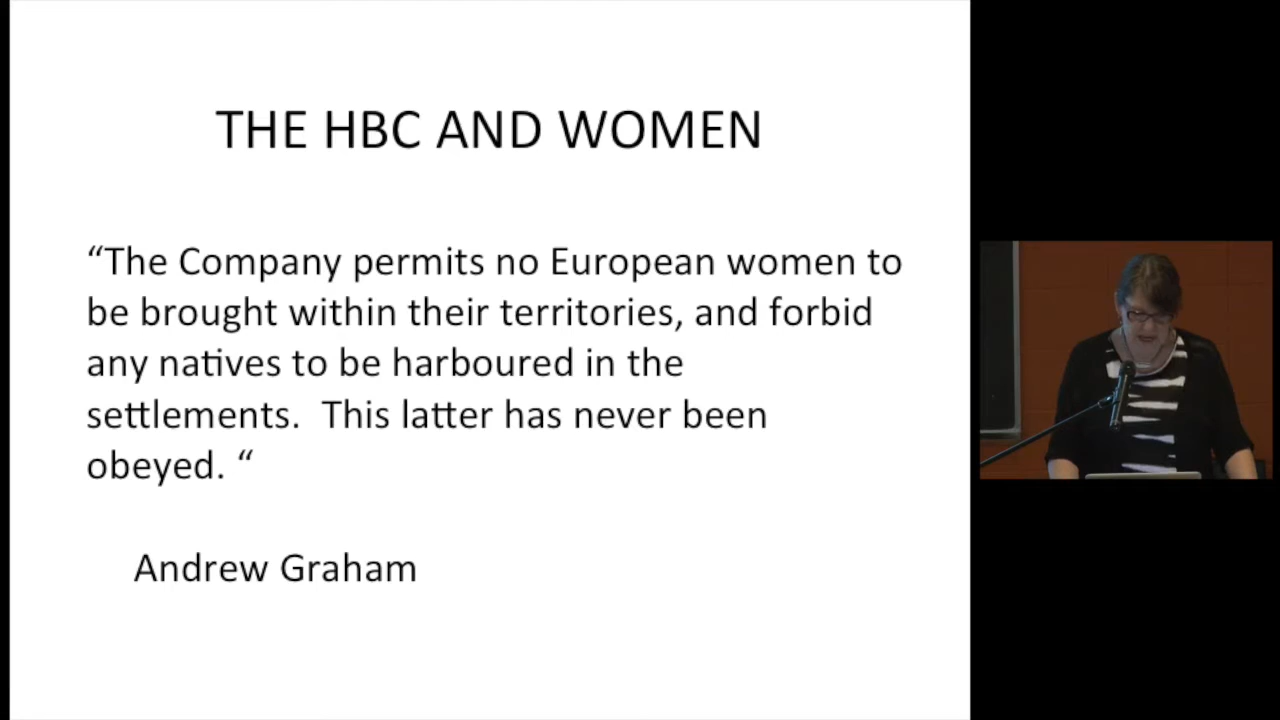 THE HBC AND WOMEN
“The Company permits no European women to
be brought within their territories, and forbid
any natives to be harboured in the
settlements.  This latter has never been
obeyed. “
Andrew Graham